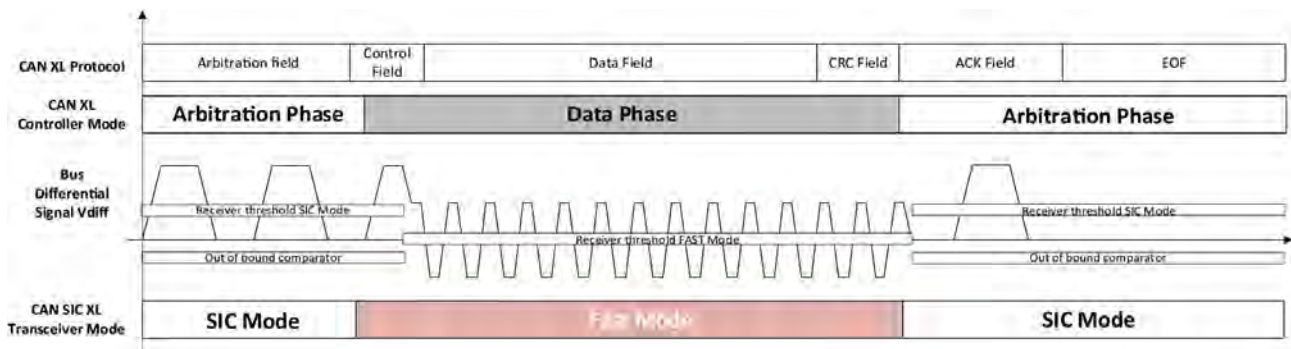 CAN XL Protocol
Arbitration field
Control
Field
Data Field
CRC Field
ACK Field
EOF
CAN XL
Controller Mode
Arbitration Phase
Data Phase
Arbitration Phase
Bus
Differential
Signal Vdiff
Receiver threshold SIC Mode
Receiver threshold SIC Mode
Receiver threshold FAST Mode
Out of bound comparator
Out of bound comparator
CAN SIC XL
Transceiver Mode
SIC Mode
Fast Mode
SIC Mode